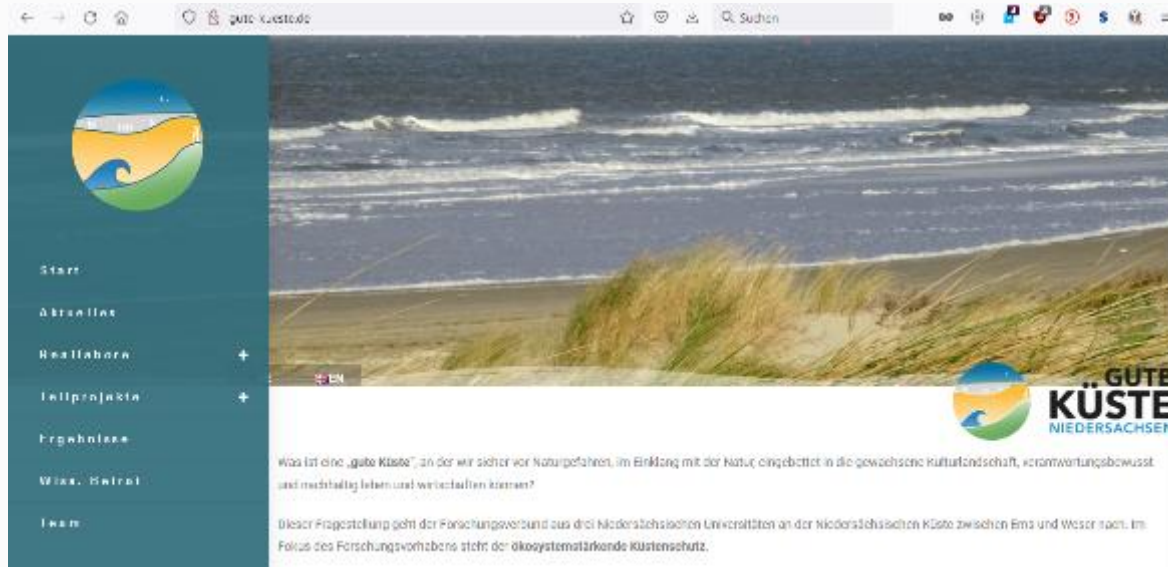 gute-kueste.de
Suchen
Start
Aktuelles
Reallabore +
Teilprojekte +
Ergebnisse
Wiss. Beirat
Team
EN
GUTE
KÜSTE
NIEDERSACHSEN
Was ist eine „gute Küste“, an der wir sicher vor Naturgefahren, im Einklang mit der Natur, eingebettet in die gewachsene Kulturlandschaft, verantwortungsbewusst
und nachhaltig leben und wirtschaften können?
Dieser Fragestellung geht der Forschungsverbund aus drei Niedersächsischen Universitäten an der Niedersächsischen Küste zwischen Ems und Weser nach. Im
Fokus des Forschungsvorhabens steht der ökosystemstärkende Küstenschutz.